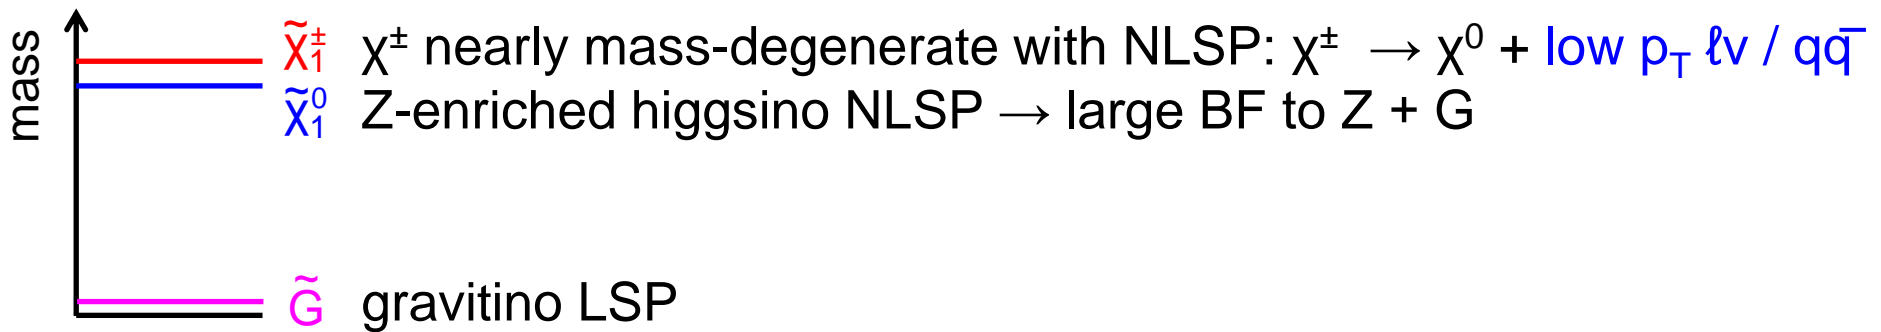 mass
χ̃₁± χ± nearly mass-degenerate with NLSP: χ± → χ⁰ + low p_T ℓν / qq̄
χ̃₁⁰ Z-enriched higgsino NLSP → large BF to Z + G
G̃ gravitino LSP